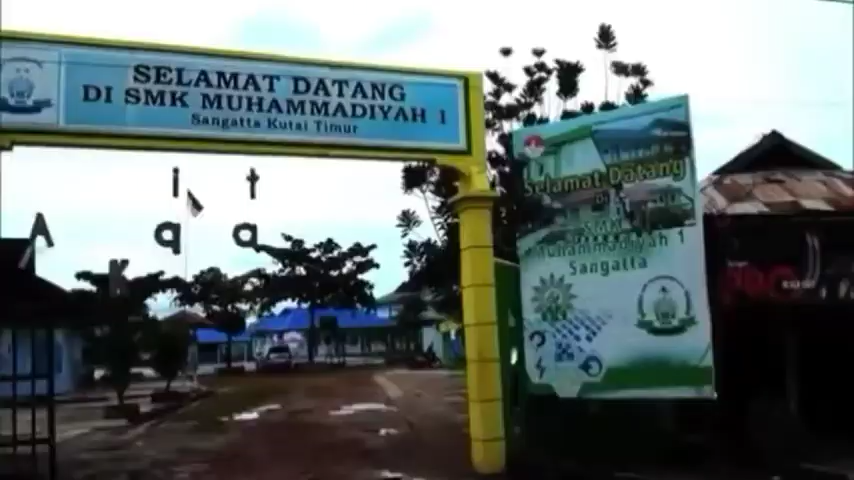 SELAMAT DATANG
DI SMK MUHAMMADIYAH 1
Sangatta Kutai Timur
Selamat Datang
Di
SMK
Muhammadiyah 1
Sangatta
i t
A q a
K